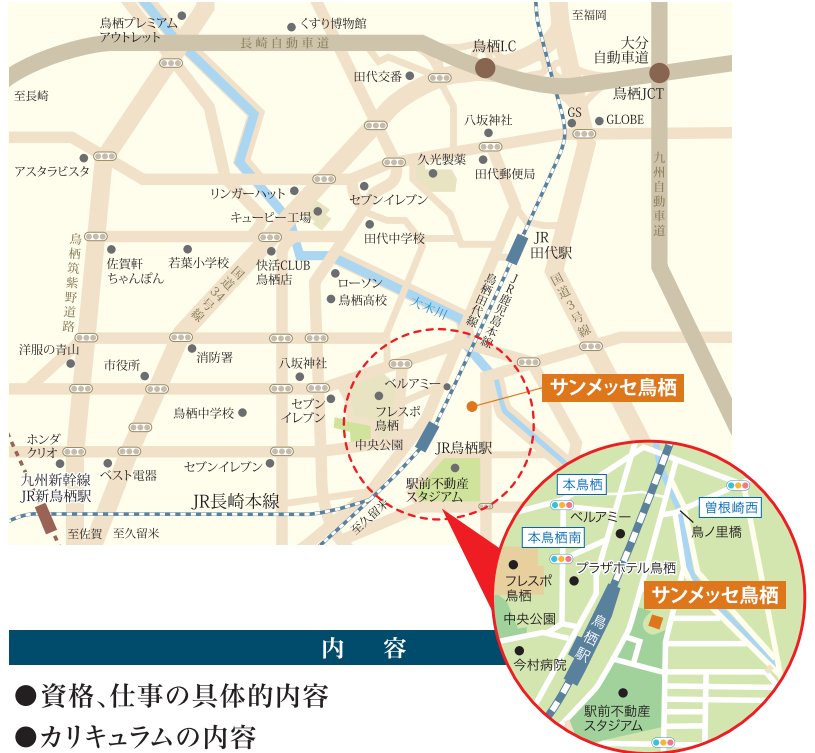 鳥栖プレミアム
アウトレット
くすり博物館
至福岡
長崎自動車道
鳥栖I.C
大分
自動車道
田代交番
至長崎
鳥栖JCT
GS
GLOBE
八坂神社
アスタラビスタ
久光製薬
田代郵便局
九州自動車道
リンガーハット
セブンイレブン
キューピー工場
田代中学校
JR
田代駅
鳥栖筑紫野道路
佐賀軒
ちゃんぽん
若葉小学校
快活CLUB
鳥栖店
国道34号線
ローソン
鳥栖高校
大木川
JR鹿児島本線
鳥栖田代線
国道3号線
洋服の青山
市役所
消防署
八坂神社
ベルアミー
サンメッセ鳥栖
セブン
イレブン
フレスポ
鳥栖
鳥栖中学校
中央公園
JR鳥栖駅
ホンダ
クリオ
ベスト電器
セブンイレブン
九州新幹線
JR新鳥栖駅
駅前不動産
スタジアム
JR長崎本線
至久留米
至佐賀
至久留米
本鳥栖
曽根崎西
ベルアミー
鳥ノ里橋
本鳥栖南
プラザホテル鳥栖
フレスポ
鳥栖
サンメッセ鳥栖
中央公園
鳥栖駅
今村病院
駅前不動産
スタジアム
内 容
●資格、仕事の具体的内容
●カリキュラムの内容